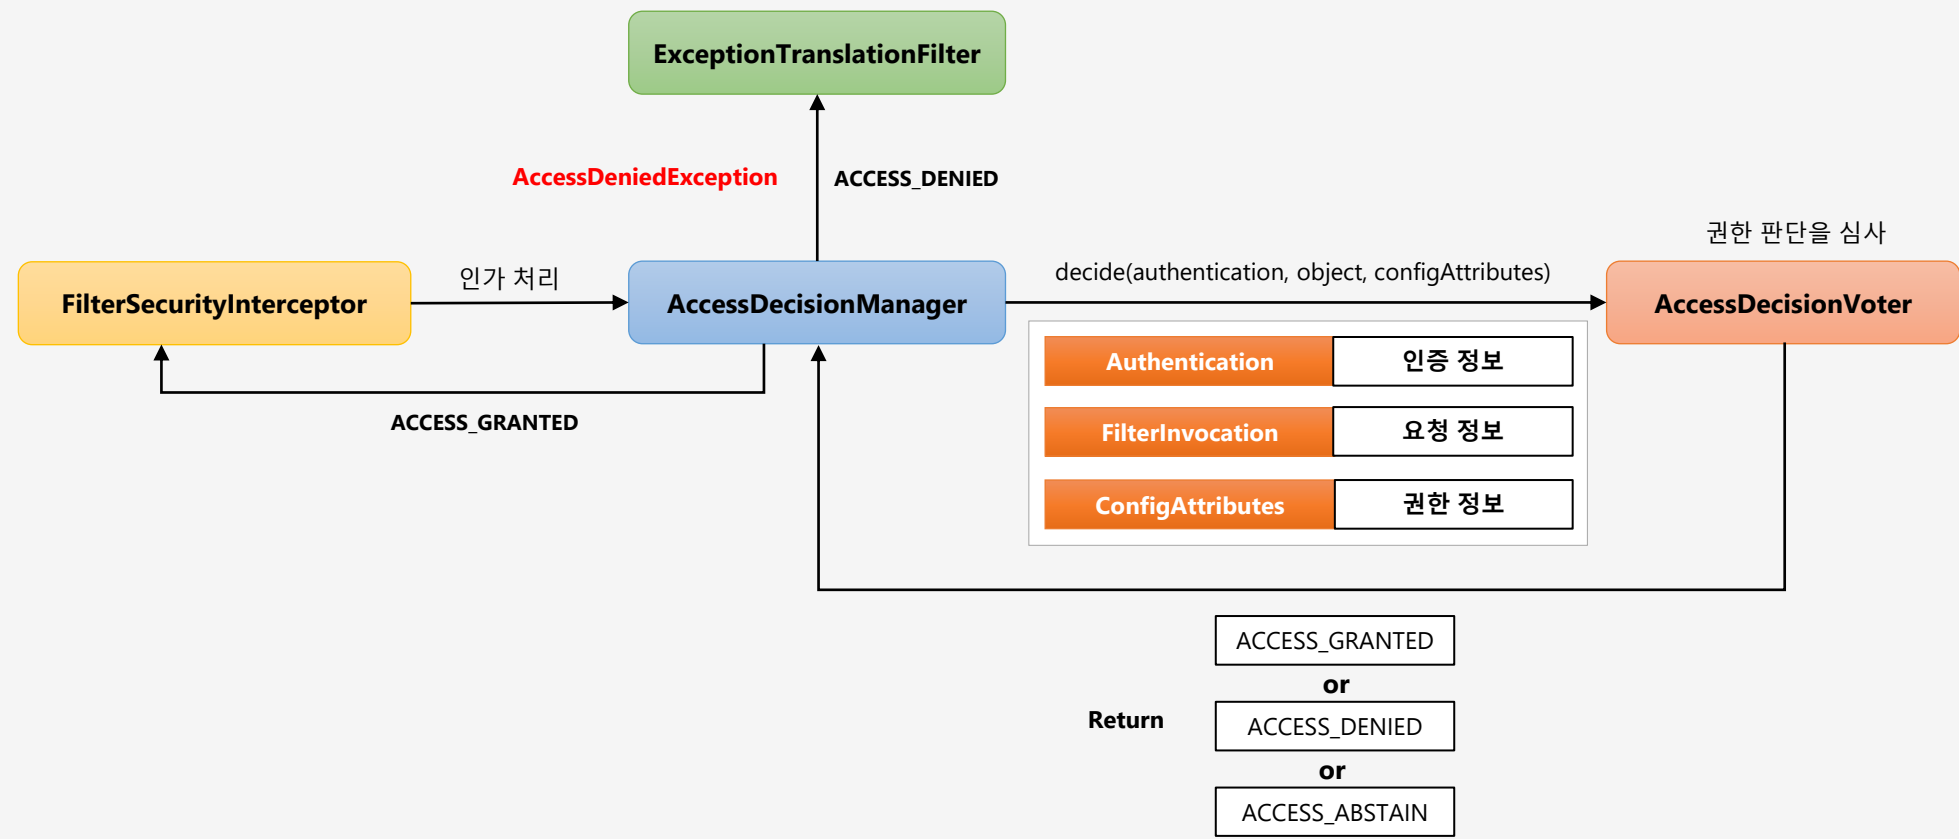 ExceptionTranslationFilter
AccessDeniedException
ACCESS_DENIED
권한 판단을 심사
FilterSecurityInterceptor
인가 처리
AccessDecisionManager
decide(authentication, object, configAttributes)
AccessDecisionVoter
Authentication
인증 정보
FilterInvocation
요청 정보
ConfigAttributes
권한 정보
ACCESS_GRANTED
ACCESS_GRANTED
or
Return
ACCESS_DENIED
or
ACCESS_ABSTAIN